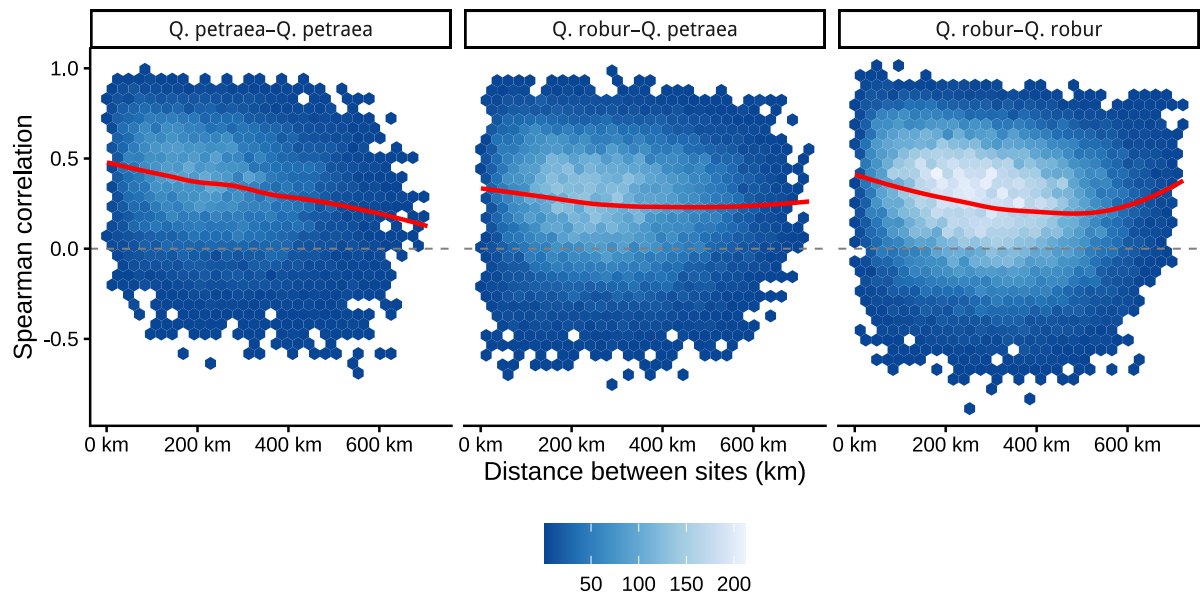 Q. petraea–Q. petraea
Q. robur–Q. petraea
Q. robur–Q. robur
Spearman correlation
1.0
0.5
0.0
-0.5
0 km 200 km 400 km 600 km
0 km 200 km 400 km 600 km
0 km 200 km 400 km 600 km
Distance between sites (km)
50 100 150 200